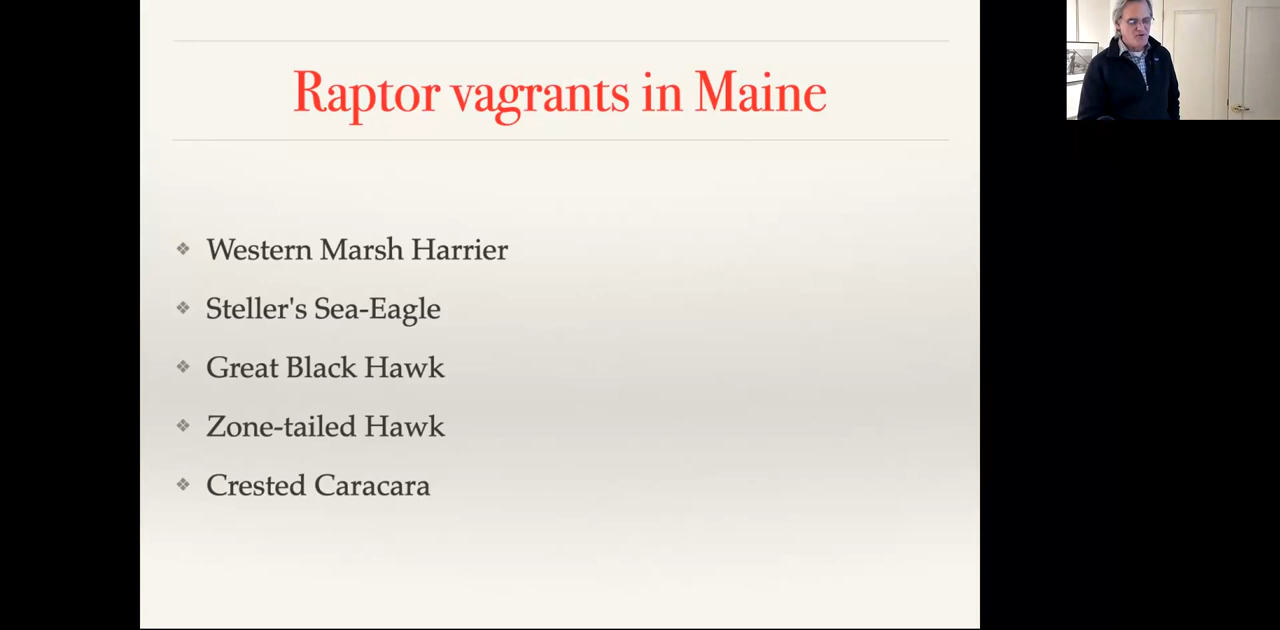 Raptor vagrants in Maine
Western Marsh Harrier
Steller's Sea-Eagle
Great Black Hawk
Zone-tailed Hawk
Crested Caracara